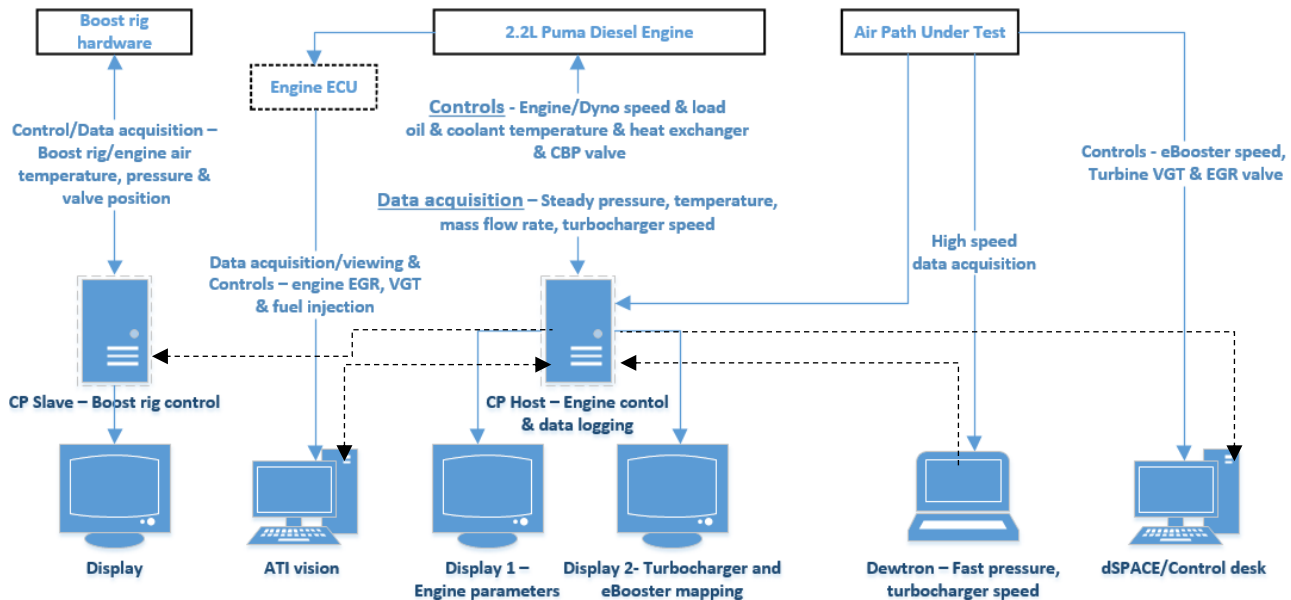 Boost rig
hardware
2.2L Puma Diesel Engine
Air Path Under Test
Engine ECU
Controls - Engine/Dyno speed & load
oil & coolant temperature & heat exchanger
& CBP valve
Control/Data acquisition –
Boost rig/engine air
temperature, pressure &
valve position
Controls - eBooster speed,
Turbine VGT & EGR valve
Data acquisition – Steady pressure, temperature,
mass flow rate, turbocharger speed
High speed
data acquisition
Data acquisition/viewing &
Controls – engine EGR, VGT
& fuel injection
CP Slave – Boost rig control
CP Host – Engine contol
& data logging
Display
ATI vision
Display 1 –
Engine parameters
Display 2- Turbocharger and
eBooster mapping
Dewtron – Fast pressure,
turbocharger speed
dSPACE/Control desk